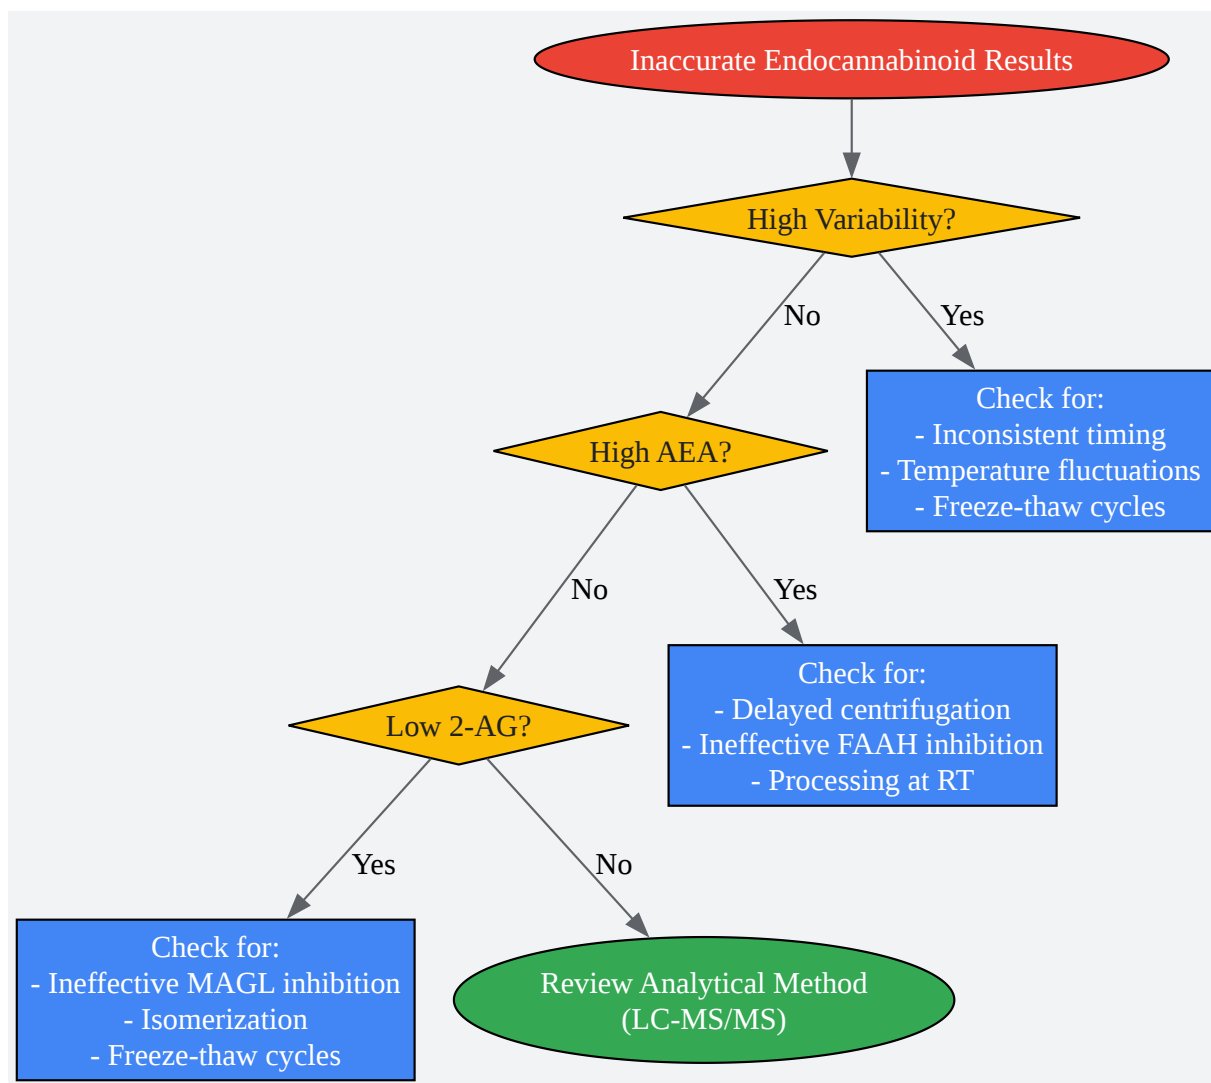 Inaccurate Endocannabinoid Results
High Variability?
No
Yes
Check for:
- Inconsistent timing
- Temperature fluctuations
- Freeze-thaw cycles
High AEA?
No
Yes
Check for:
- Delayed centrifugation
- Ineffective FAAH inhibition
- Processing at RT
Low 2-AG?
Yes
No
Check for:
- Ineffective MAGL inhibition
- Isomerization
- Freeze-thaw cycles
Review Analytical Method
(LC-MS/MS)